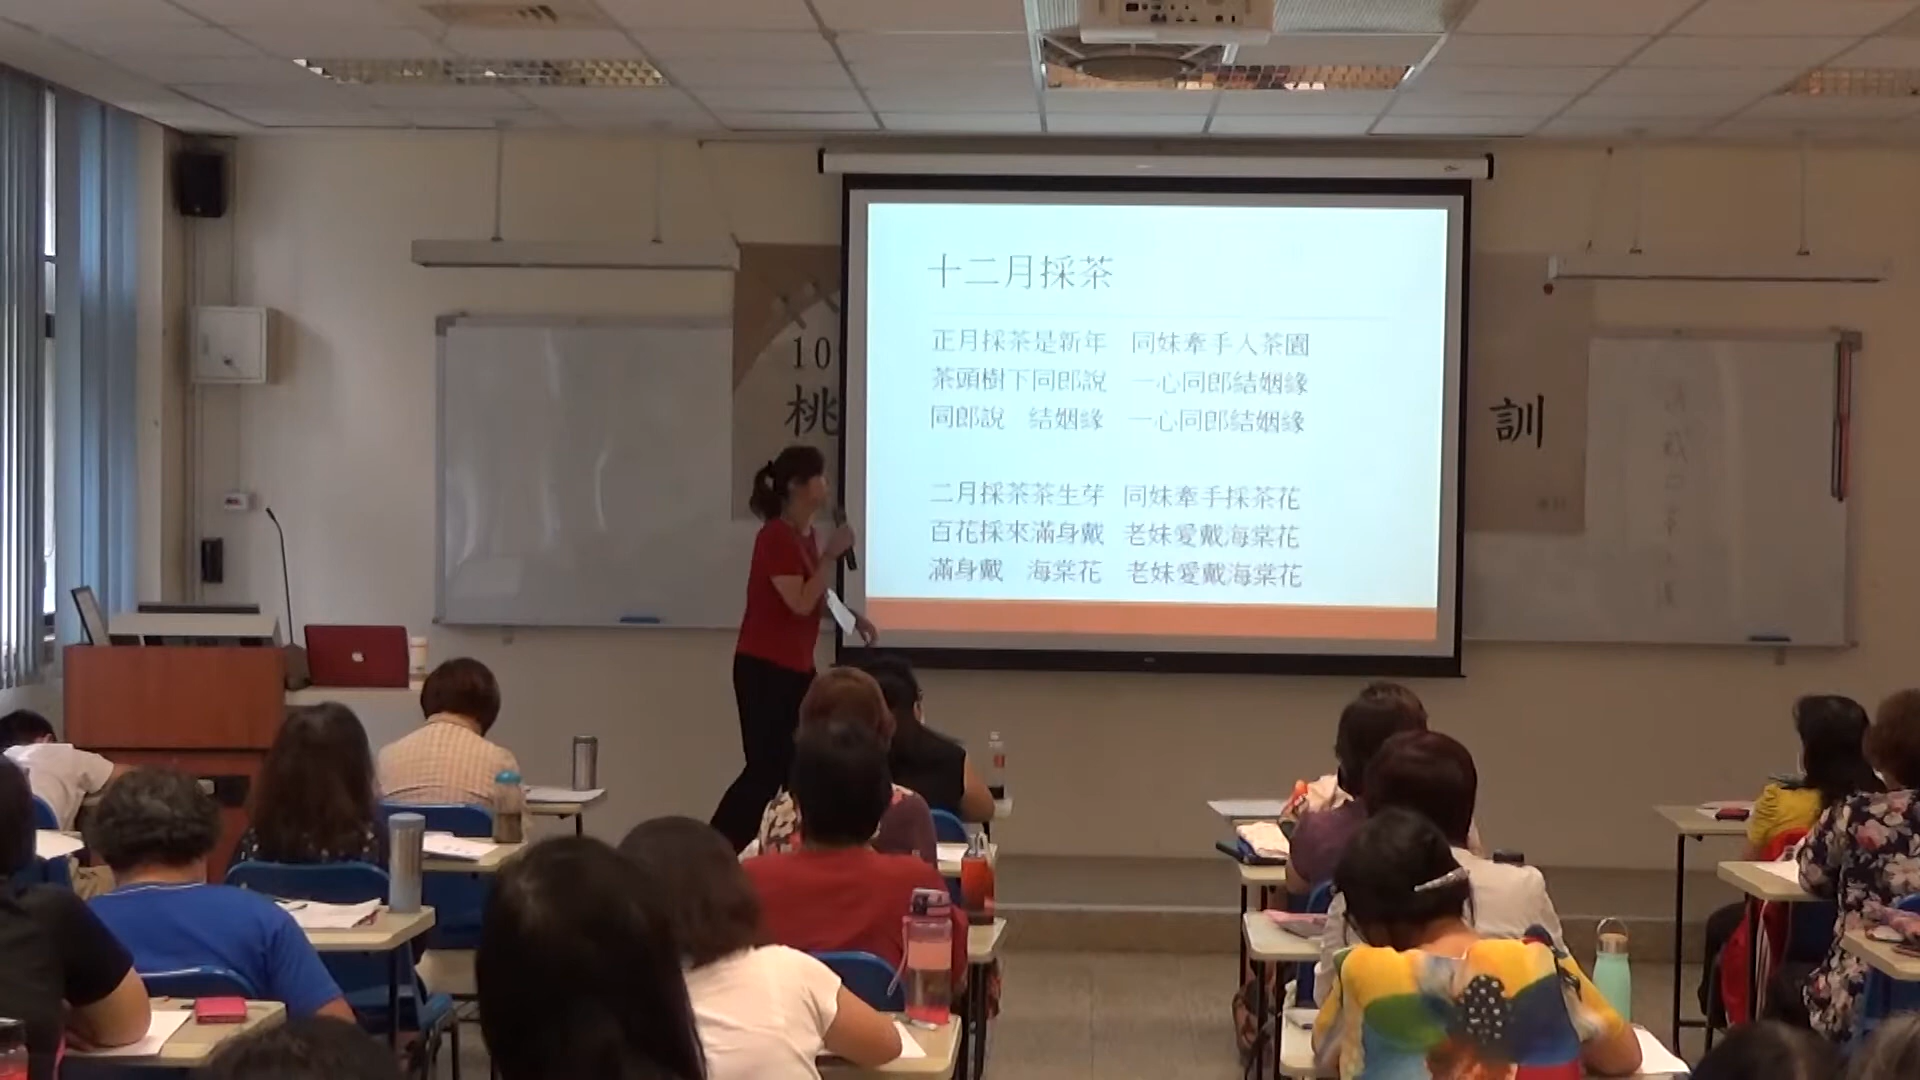 十二月採茶
正月採茶是新年 同妹牽手人茶園
茶頭樹下同郎說 一心同郎結姻緣
同郎說 結姻緣 一心同郎結姻緣
二月採茶茶生芽 同妹牽手採茶花
百花採來滿身戴 老妹愛戴海棠花
滿身戴 海棠花 老妹愛戴海棠花
10
桃
訓